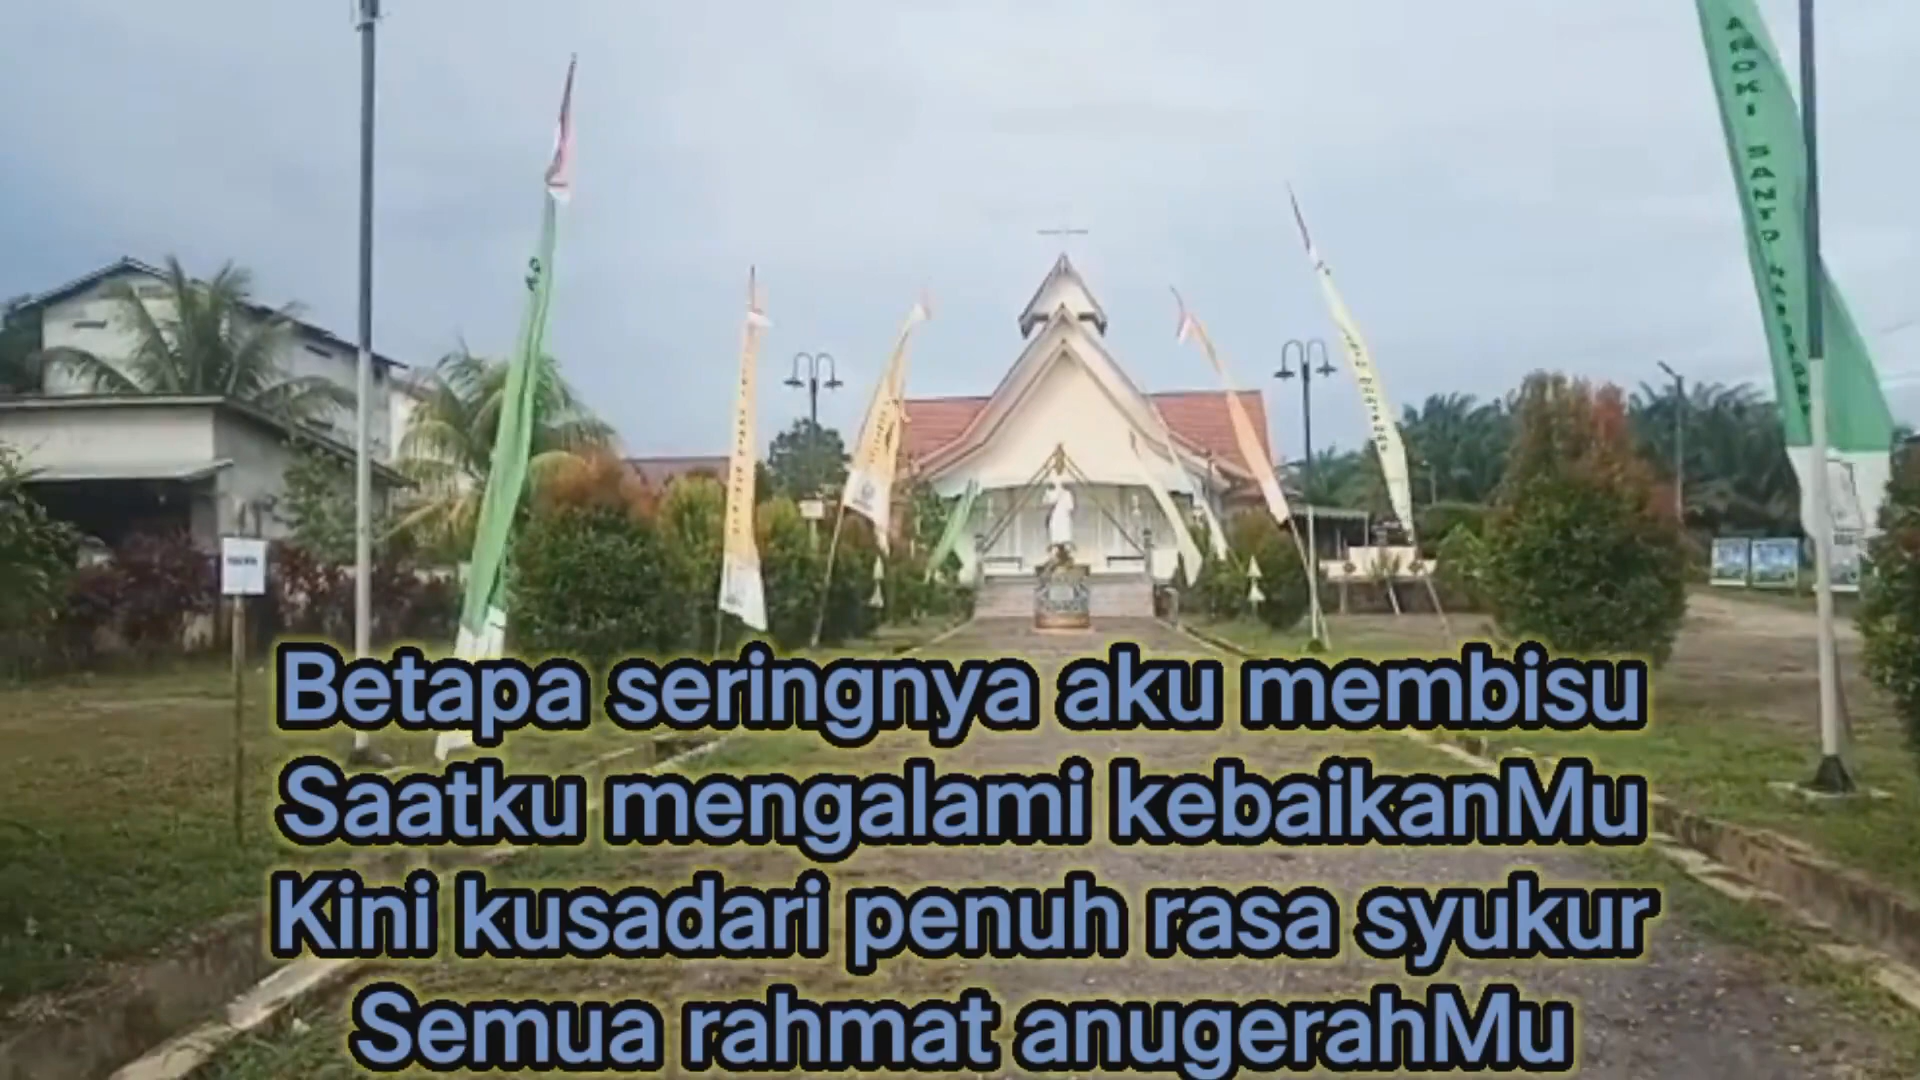 Betapa seringnya aku membisu
Saatku mengalami kebaikanMu
Kini kusadari penuh rasa syukur
Semua rahmat anugerahMu